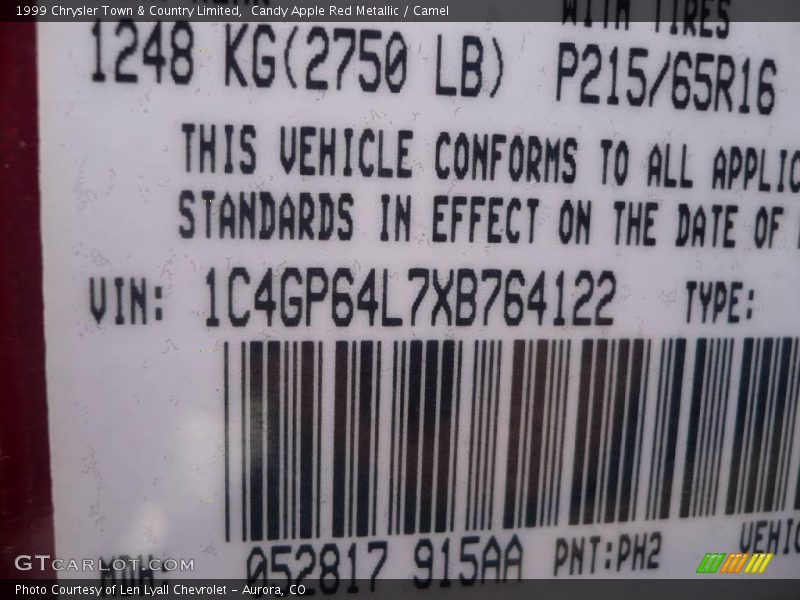 1999 Chrysler Town & Country Limited, Candy Apple Red Metallic / Camel
WITH TIRES
1248 KG(2750 LB) P215/65R16
THIS VEHICLE CONFORMS TO ALL APPLIC
STANDARDS IN EFFECT ON THE DATE OF
VIN: 1C4GP64L7XB764122 TYPE:
MDH: 052817 915AA PNT:PH2 VEHIC
GTCarLot.com
Photo Courtesy of Len Lyall Chevrolet - Aurora, CO